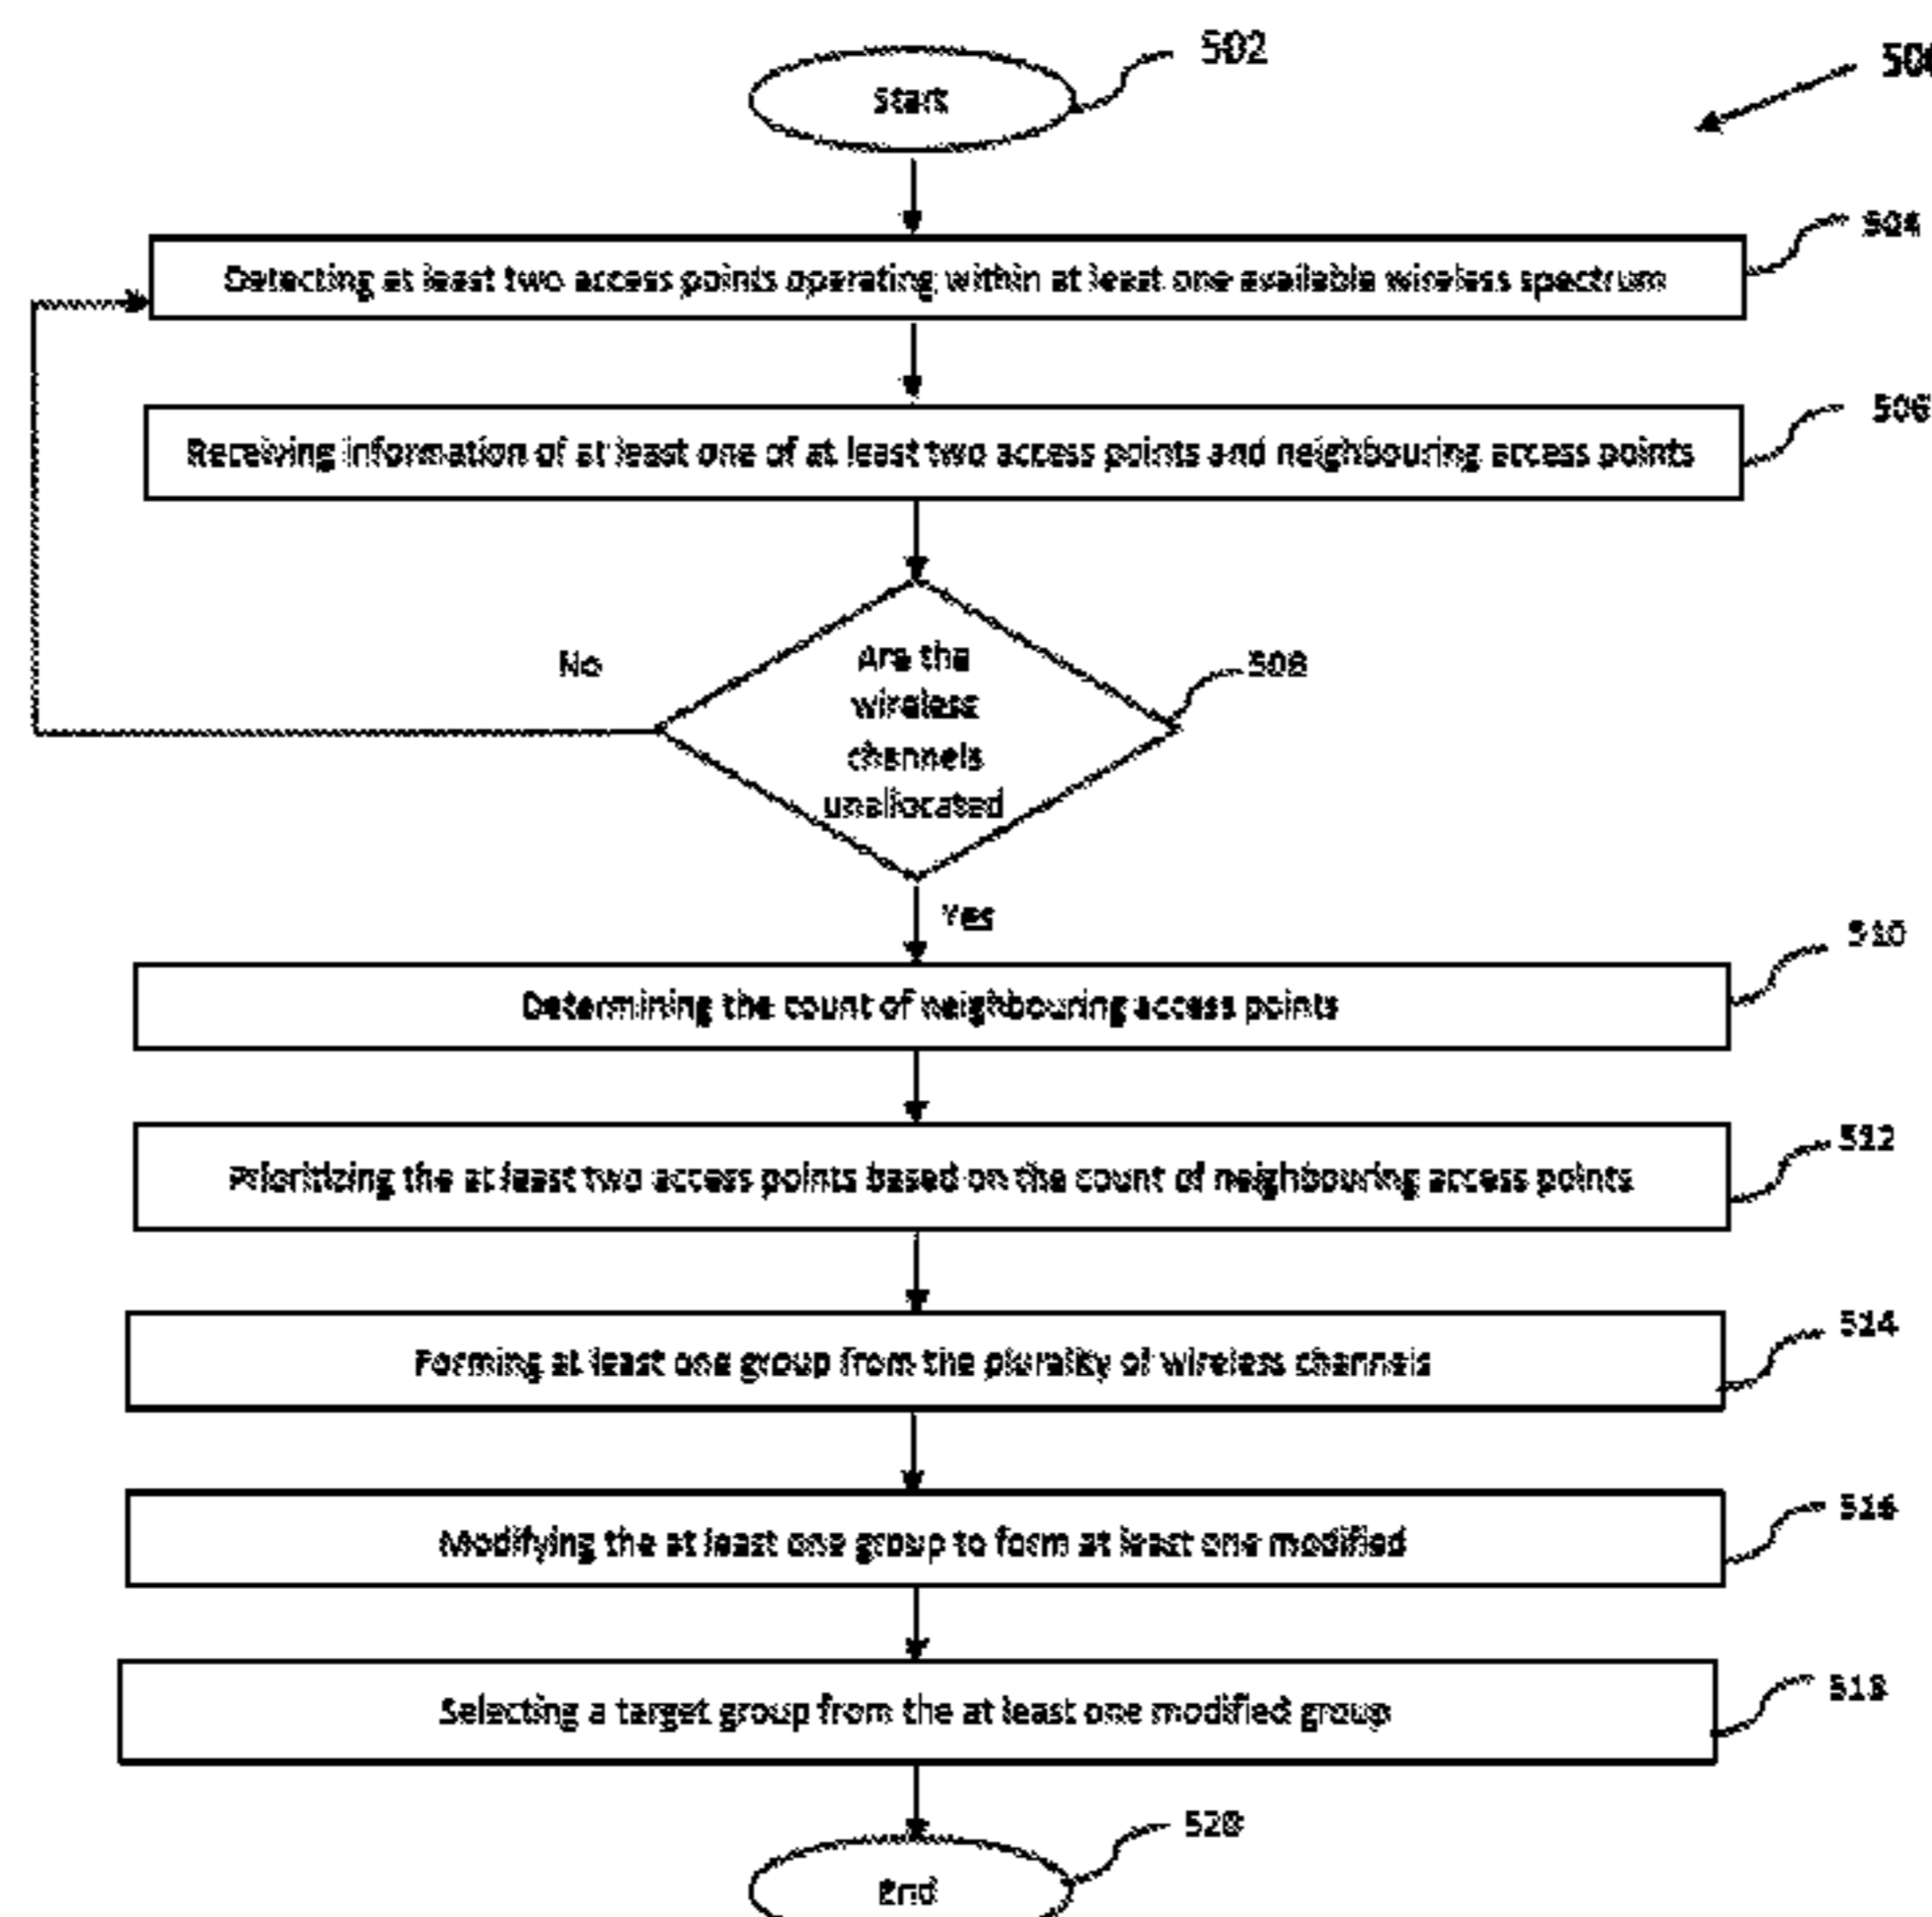 502
500
Start
504
Detecting at least two access points operating within at least one available wireless spectrum
506
Receiving information of at least one of at least two access points and neighbouring access points
No
Are the
wireless
channels
unallocated
508
Yes
510
Determining the count of neighbouring access points
512
Prioritizing the at least two access points based on the count of neighbouring access points
514
Forming at least one group from the plurality of wireless channels
516
Modifying the at least one group to form at least one modified
518
Selecting a target group from the at least one modified group
520
End